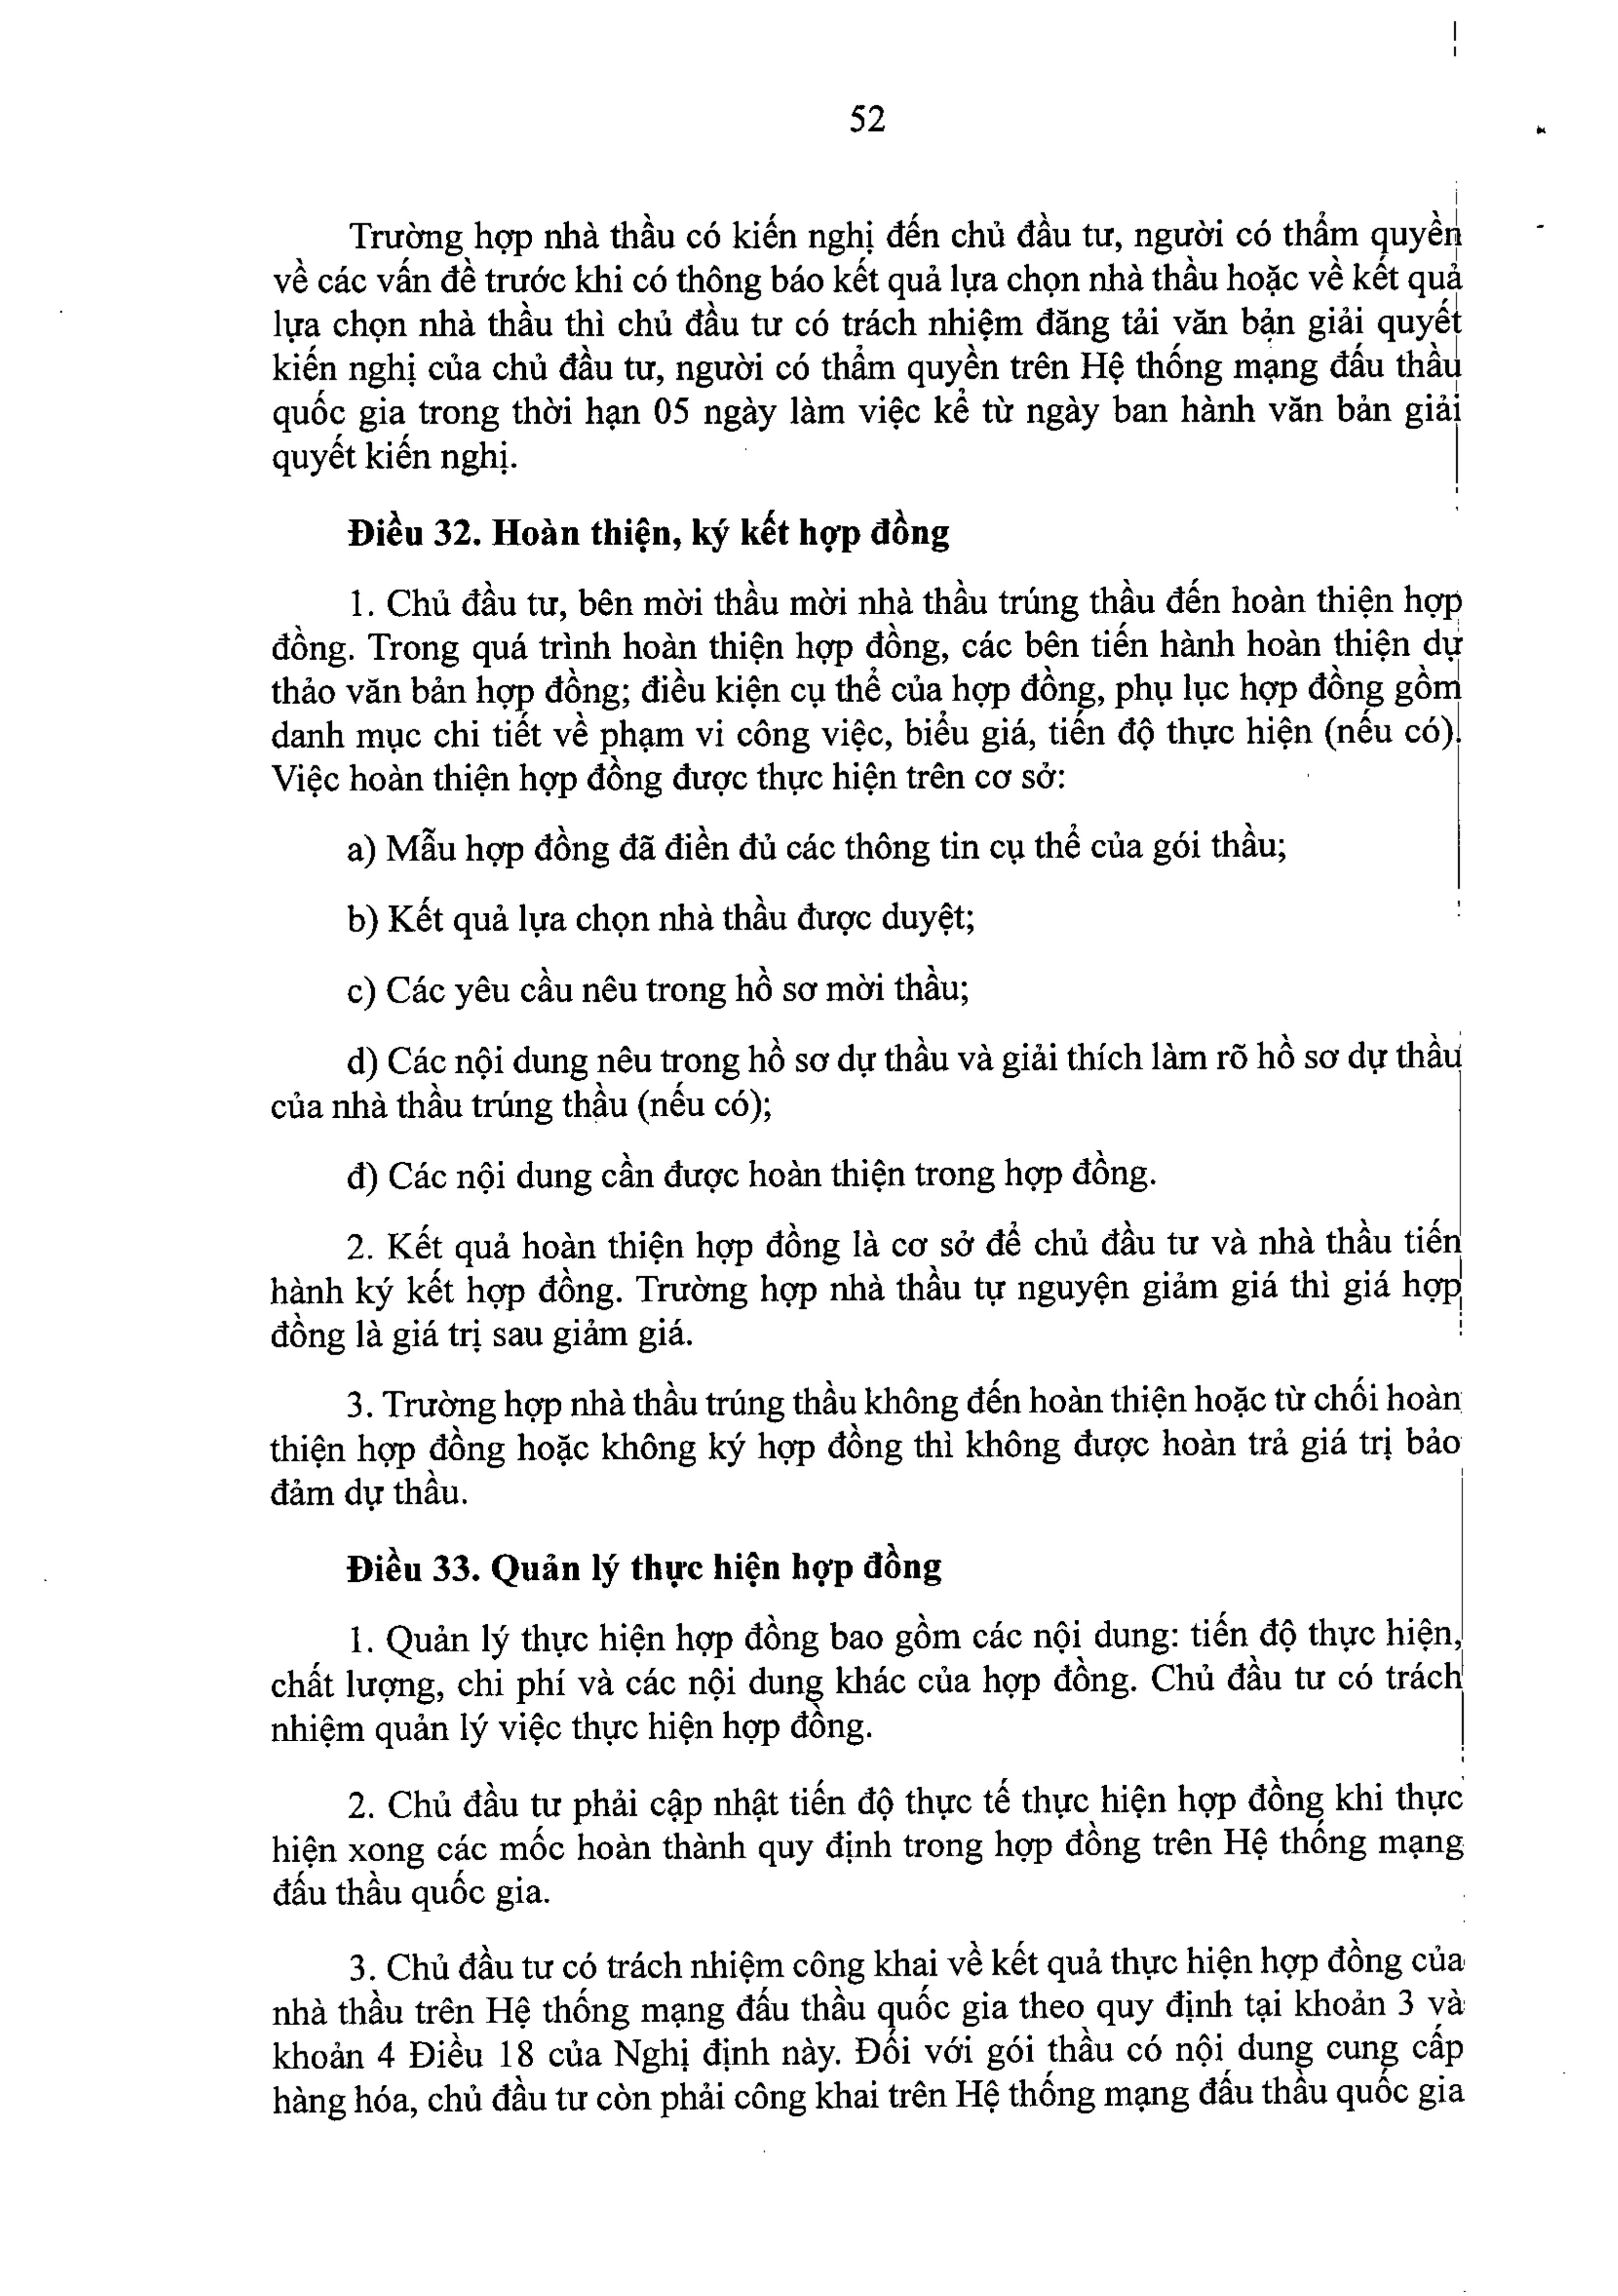 52
Trường hợp nhà thầu có kiến nghị đến chủ đầu tư, người có thẩm quyền
về các vấn đề trước khi có thông báo kết quả lựa chọn nhà thầu hoặc về kết quả
lựa chọn nhà thầu thì chủ đầu tư có trách nhiệm đăng tải văn bản giải quyết
kiến nghị của chủ đầu tư, người có thẩm quyền trên Hệ thống mạng đấu thầu
quốc gia trong thời hạn 05 ngày làm việc kể từ ngày ban hành văn bản giải
quyết kiến nghị.
Điều 32. Hoàn thiện, ký kết hợp đồng
1. Chủ đầu tư, bên mời thầu mời nhà thầu trúng thầu đến hoàn thiện hợp
đồng. Trong quá trình hoàn thiện hợp đồng, các bên tiến hành hoàn thiện dự
thảo văn bản hợp đồng; điều kiện cụ thể của hợp đồng, phụ lục hợp đồng gồm
danh mục chi tiết về phạm vi công việc, biểu giá, tiến độ thực hiện (nếu có).
Việc hoàn thiện hợp đồng được thực hiện trên cơ sở:
a) Mẫu hợp đồng đã điền đủ các thông tin cụ thể của gói thầu;
b) Kết quả lựa chọn nhà thầu được duyệt;
c) Các yêu cầu nêu trong hồ sơ mời thầu;
d) Các nội dung nêu trong hồ sơ dự thầu và giải thích làm rõ hồ sơ dự thầu
của nhà thầu trúng thầu (nếu có);
đ) Các nội dung cần được hoàn thiện trong hợp đồng.
2. Kết quả hoàn thiện hợp đồng là cơ sở để chủ đầu tư và nhà thầu tiến
hành ký kết hợp đồng. Trường hợp nhà thầu tự nguyện giảm giá thì giá hợp
đồng là giá trị sau giảm giá.
3. Trường hợp nhà thầu trúng thầu không đến hoàn thiện hoặc từ chối hoàn
thiện hợp đồng hoặc không ký hợp đồng thì không được hoàn trả giá trị bảo
đảm dự thầu.
Điều 33. Quản lý thực hiện hợp đồng
1. Quản lý thực hiện hợp đồng bao gồm các nội dung: tiến độ thực hiện,
chất lượng, chi phí và các nội dung khác của hợp đồng. Chủ đầu tư có trách
nhiệm quản lý việc thực hiện hợp đồng.
2. Chủ đầu tư phải cập nhật tiến độ thực tế thực hiện hợp đồng khi thực
hiện xong các mốc hoàn thành quy định trong hợp đồng trên Hệ thống mạng
đấu thầu quốc gia.
3. Chủ đầu tư có trách nhiệm công khai về kết quả thực hiện hợp đồng của
nhà thầu trên Hệ thống mạng đấu thầu quốc gia theo quy định tại khoản 3 và
khoản 4 Điều 18 của Nghị định này. Đối với gói thầu có nội dung cung cấp
hàng hóa, chủ đầu tư còn phải công khai trên Hệ thống mạng đấu thầu quốc gia